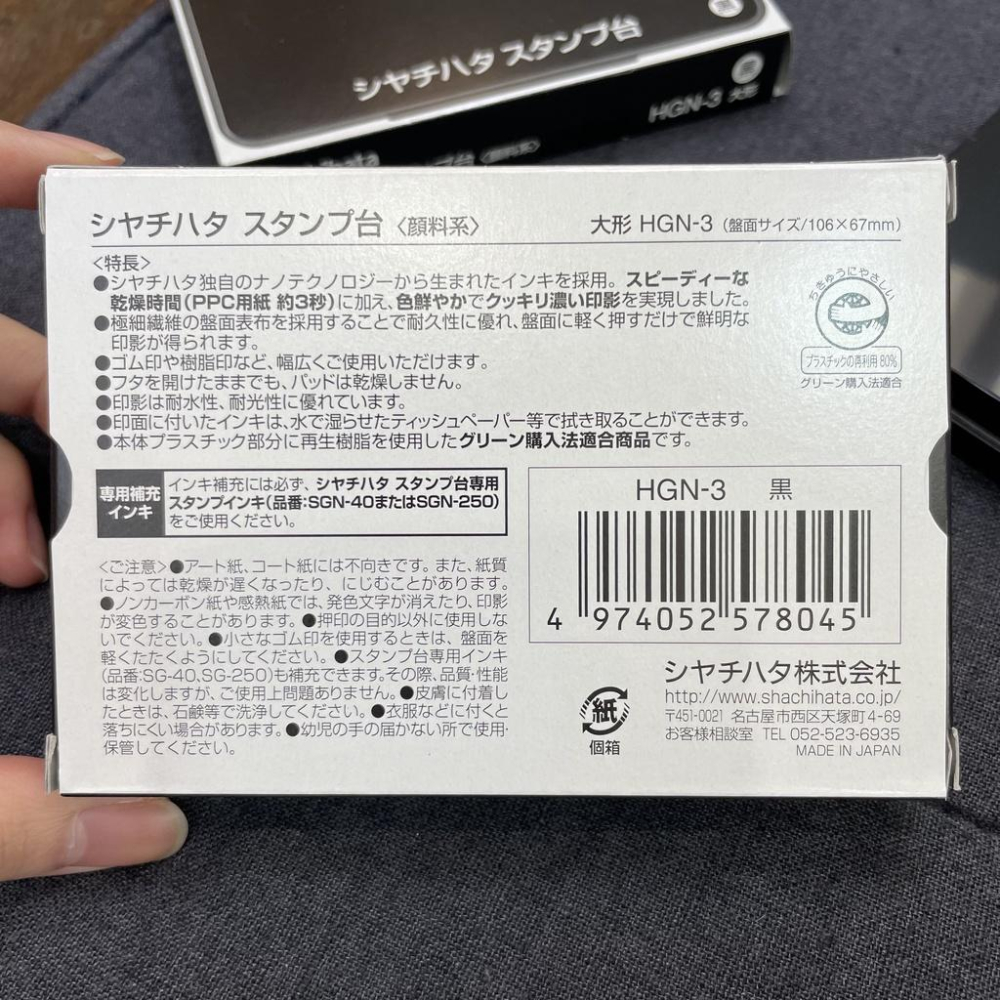 シヤチハタ スタンプ台
HGN-3 大形
シヤチハタ スタンプ台〈顔料系〉
大形 HGN-3(盤面サイズ/106×67mm)
〈特長〉
●シヤチハタ独自のナノテクノロジーから生まれたインキを採用。スピーディーな
乾燥時間(PPC用紙 約3秒)に加え、色鮮やかでクッキリ濃い印影を実現しました。
●極細繊維の盤面表布を採用することで耐久性に優れ、盤面に軽く押すだけで鮮明な
印影が得られます。
●ゴム印や樹脂印など、幅広くご使用いただけます。
●フタを開けたままでも、パッドは乾燥しません。
●印影は耐水性、耐光性に優れています。
●印面に付いたインキは、水で湿らせたティッシュペーパー等で拭き取ることができます。
●本体プラスチック部分に再生樹脂を使用したグリーン購入法適合商品です。
ちきゅうにやさしい
プラスチックの再利用 80%
グリーン購入法適合
専用補充
インキ
インキ補充には必ず、シヤチハタ スタンプ台専用
スタンプインキ(品番:SGN-40またはSGN-250)
をご使用ください。
〈ご注意〉●アート紙、コート紙には不向きです。また、紙質
によっては乾燥が遅くなったり、にじむことがあります。
●ノンカーボン紙や感熱紙では、発色文字が消えたり、印影
が変色することがあります。●押印の目的以外に使用しな
いでください。●小さなゴム印を使用するときは、盤面を
軽くたたくようにしてください。●スタンプ台専用インキ
(品番:SG-40、SG-250)も補充できます。その際、品質・性能
は変化しますが、ご使用上問題ありません。●皮膚に付着し
たときは、石鹸等で洗浄してください。●衣服などに付くと
落ちにくい場合があります。●幼児の手の届かない所で使用・
保管してください。
HGN-3 黒
4 974052 578045
紙
個箱
シヤチハタ株式会社
http://www.shachihata.co.jp/
〒451-0021 名古屋市西区天塚町4-69
お客様相談室 TEL 052-523-6935
MADE IN JAPAN